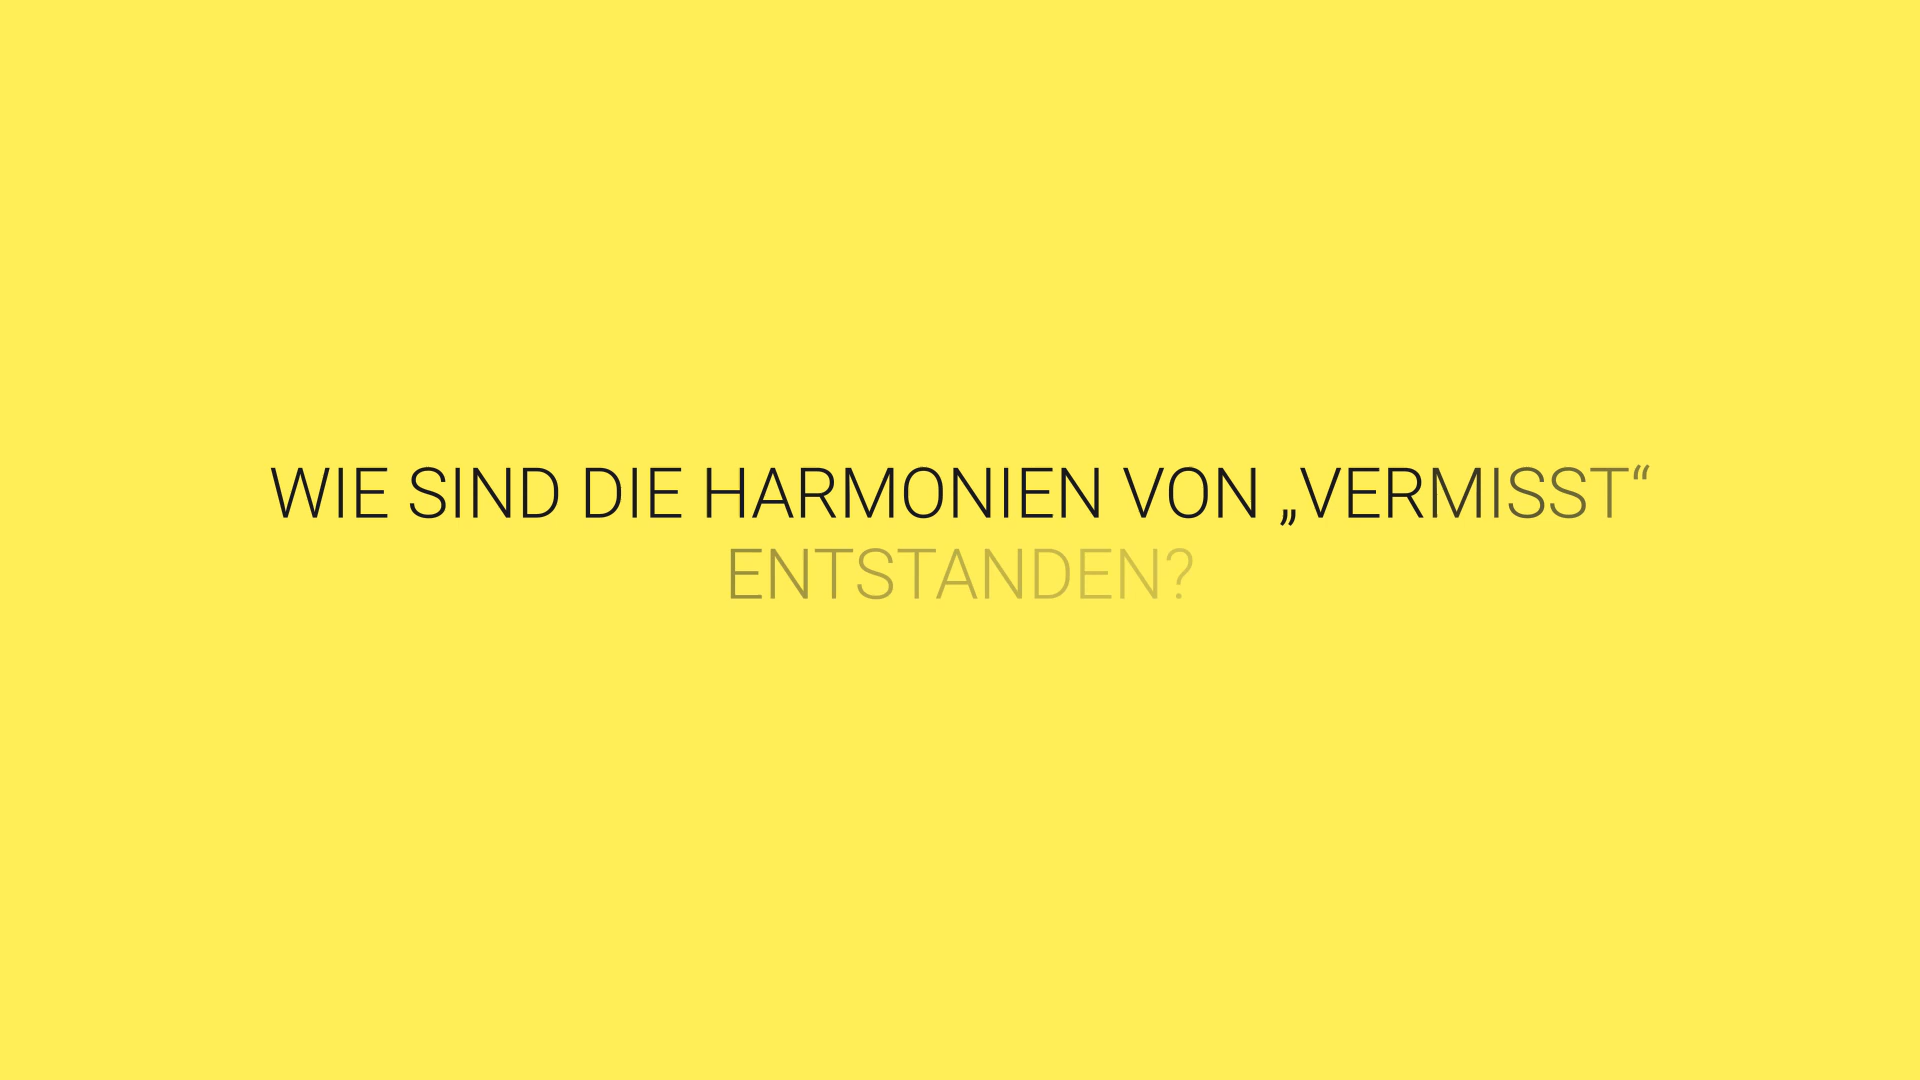 WIE SIND DIE HARMONIEN VON „VERMISST“
ENTSTANDEN?